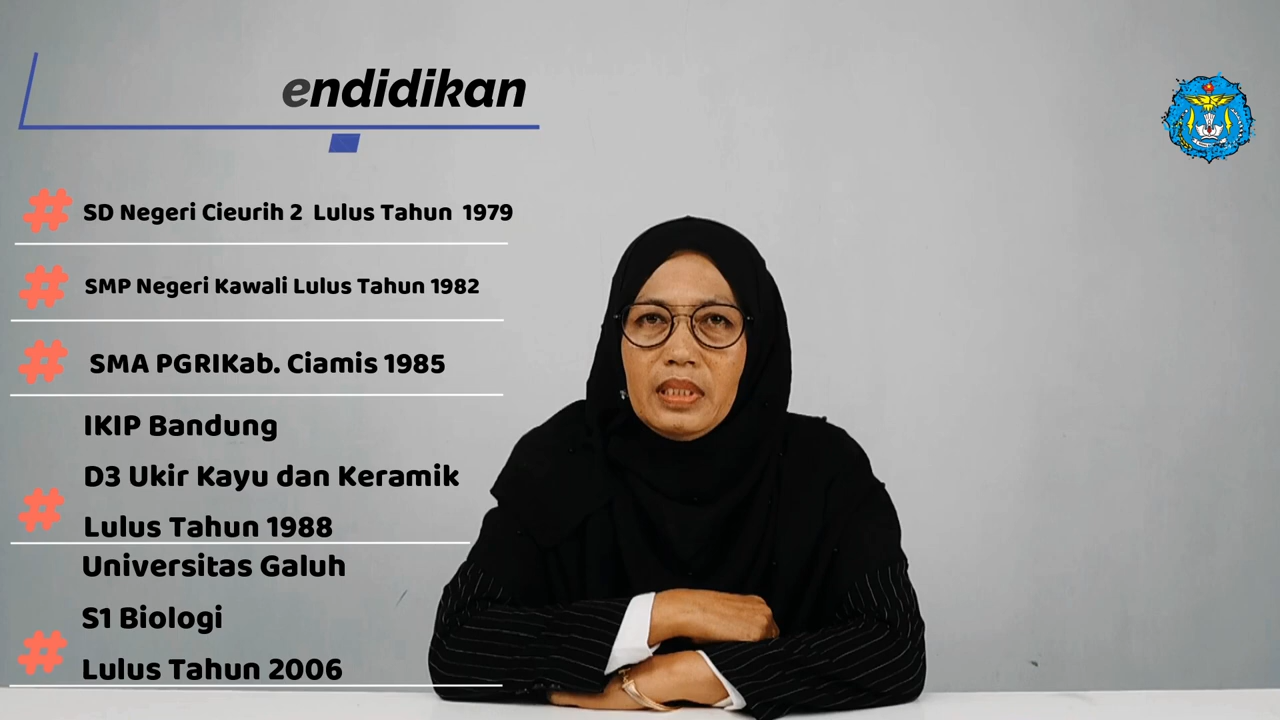 endidikan
SD Negeri Cieurih 2 Lulus Tahun 1979
SMP Negeri Kawali Lulus Tahun 1982
SMA PGRIKab. Ciamis 1985
IKIP Bandung
D3 Ukir Kayu dan Keramik
Lulus Tahun 1988
Universitas Galuh
S1 Biologi
Lulus Tahun 2006